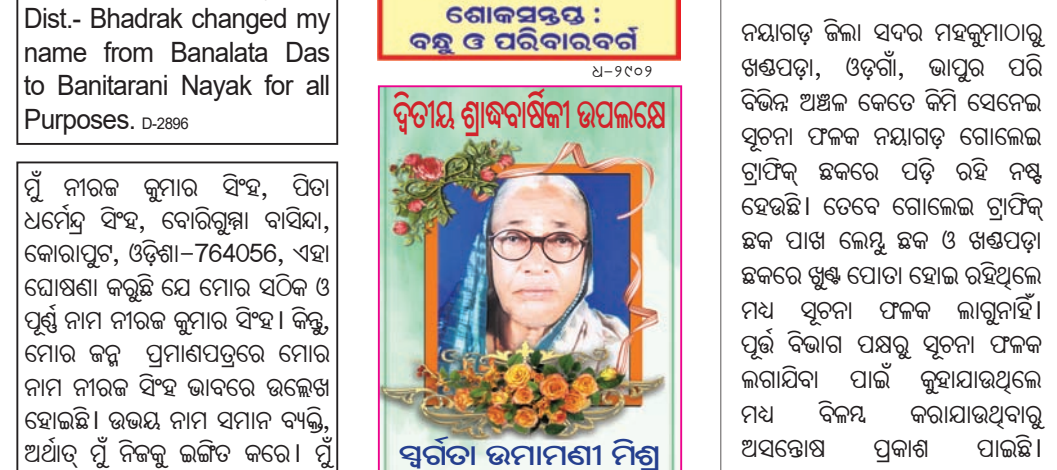 Dist.- Bhadrak changed my
name from Banalata Das
to Banitarani Nayak for all
Purposes. D-2896
ମୁଁ ନୀରଜ କୁମାର ସିଂହ, ପିତା
ଧର୍ମେନ୍ଦ୍ର ସିଂହ, ବୋରିଗୁମ୍ମା ବାସିନ୍ଦା,
କୋରାପୁଟ, ଓଡ଼ିଶା-764056, ଏହା
ଘୋଷଣା କରୁଛି ଯେ ମୋର ସଠିକ ଓ
ପୂର୍ଣ୍ଣ ନାମ ନୀରଜ କୁମାର ସିଂହ। କିନ୍ତୁ,
ମୋର ଜନ୍ମ ପ୍ରମାଣପତ୍ରରେ ମୋର
ନାମ ନୀରଜ ସିଂହ ଭାବରେ ଉଲ୍ଲେଖ
ହୋଇଛି। ଉଭୟ ନାମ ସମାନ ବ୍ୟକ୍ତି,
ଅର୍ଥାତ୍ ମୁଁ ନିଜକୁ ଇଙ୍ଗିତ କରେ। ମୁଁ
ଶୋକସନ୍ତପ୍ତ :
ବନ୍ଧୁ ଓ ପରିବାରବର୍ଗ
ଧ-୨୯୦୨
ଦ୍ୱିତୀୟ ଶ୍ରାଦ୍ଧବାର୍ଷିକୀ ଉପଲକ୍ଷେ
ସ୍ୱର୍ଗତା ଉମାମଣୀ ମିଶ୍ର
ନୟାଗଡ଼ ଜିଲା ସଦର ମହକୁମାଠାରୁ
ଖଣ୍ଡପଡ଼ା, ଓଡ଼ଗାଁ, ଭାପୁର ପରି
ବିଭିନ୍ନ ଅଞ୍ଚଳ କେତେ କିମି ସେନେଇ
ସୂଚନା ଫଳକ ନୟାଗଡ଼ ଗୋଲେଇ
ଟ୍ରାଫିକ୍ ଛକରେ ପଡ଼ି ରହି ନଷ୍ଟ
ହେଉଛି। ତେବେ ଗୋଲେଇ ଟ୍ରାଫିକ୍
ଛକ ପାଖ ଲେମ୍ବୁ ଛକ ଓ ଖଣ୍ଡପଡ଼ା
ଛକରେ ଖୁଣ୍ଟ ପୋତା ହୋଇ ରହିଥିଲେ
ମଧ୍ୟ ସୂଚନା ଫଳକ ଲାଗୁନାହିଁ।
ପୂର୍ତ୍ତ ବିଭାଗ ପକ୍ଷରୁ ସୂଚନା ଫଳକ
ଲଗାଯିବା ପାଇଁ କୁହାଯାଉଥିଲେ
ମଧ୍ୟ ବିଳମ୍ବ କରାଯାଉଥିବାରୁ
ଅସନ୍ତୋଷ ପ୍ରକାଶ ପାଇଛି।